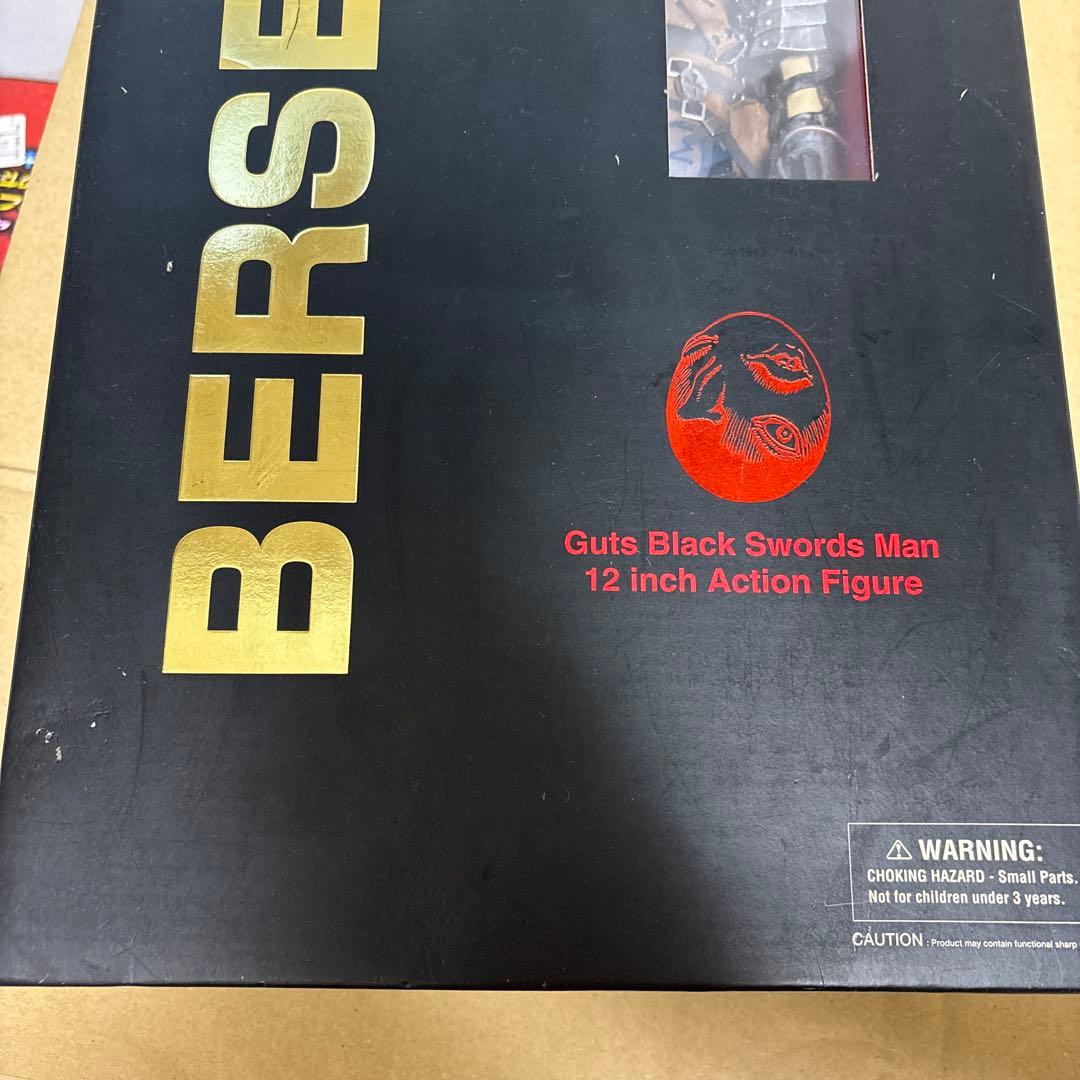 BERSE
Guts Black Swords Man
12 inch Action Figure
⚠ WARNING:
CHOKING HAZARD - Small Parts.
Not for children under 3 years.
CAUTION : Product may contain functional sharp